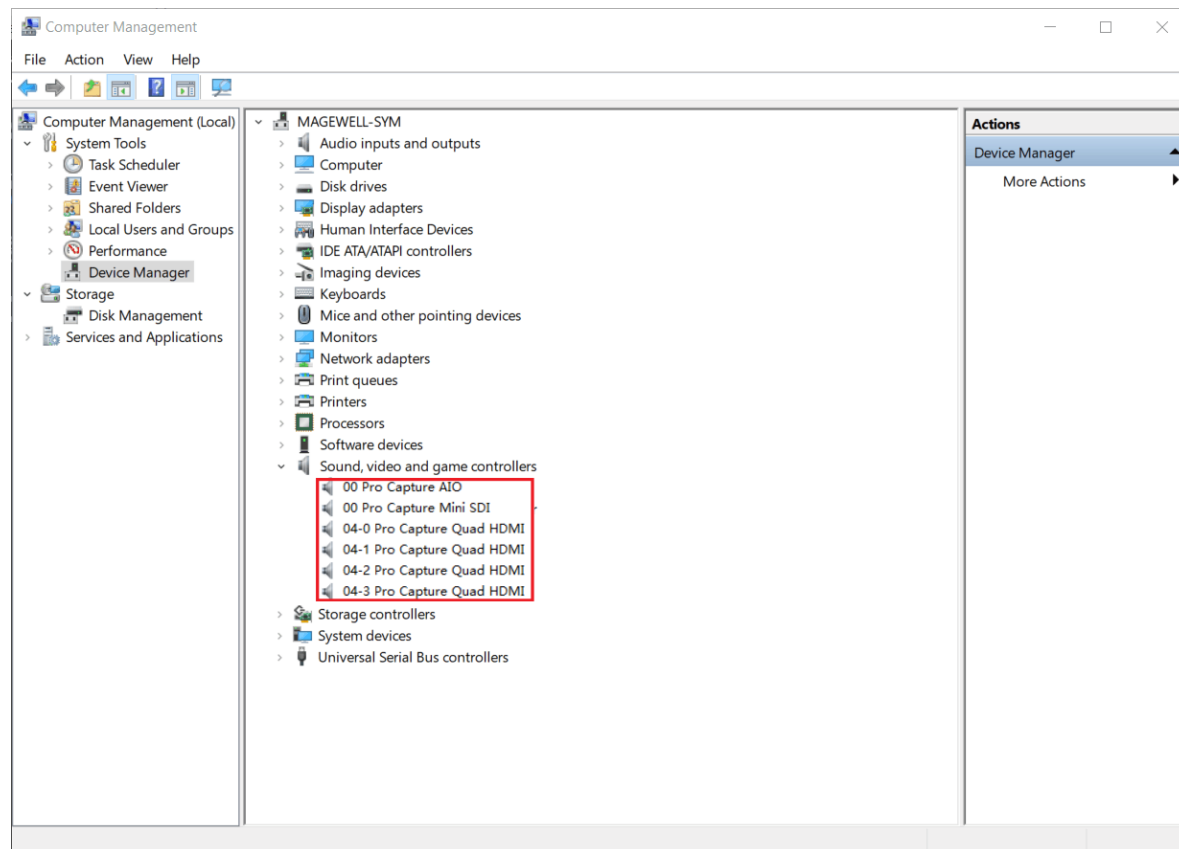 Computer Management
File Action View Help
Computer Management (Local)
System Tools
Task Scheduler
Event Viewer
Shared Folders
Local Users and Groups
Performance
Device Manager
Storage
Disk Management
Services and Applications
MAGEWELL-SYM
Audio inputs and outputs
Computer
Disk drives
Display adapters
Human Interface Devices
IDE ATA/ATAPI controllers
Imaging devices
Keyboards
Mice and other pointing devices
Monitors
Network adapters
Print queues
Printers
Processors
Software devices
Sound, video and game controllers
00 Pro Capture AIO
00 Pro Capture Mini SDI
04-0 Pro Capture Quad HDMI
04-1 Pro Capture Quad HDMI
04-2 Pro Capture Quad HDMI
04-3 Pro Capture Quad HDMI
Storage controllers
System devices
Universal Serial Bus controllers
Actions
Device Manager
More Actions